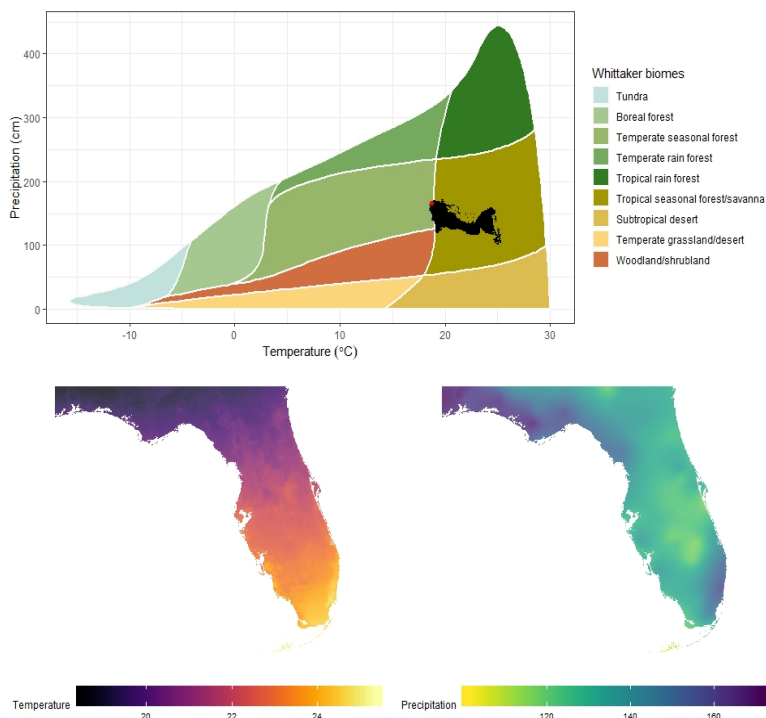 Precipitation (cm)
400
300
200
100
0
-10
0
10
20
30
Temperature (°C)
Whittaker biomes
Tundra
Boreal forest
Temperate seasonal forest
Temperate rain forest
Tropical rain forest
Tropical seasonal forest/savanna
Subtropical desert
Temperate grassland/desert
Woodland/shrubland
Temperature
20 22 24
Precipitation
120 140 160